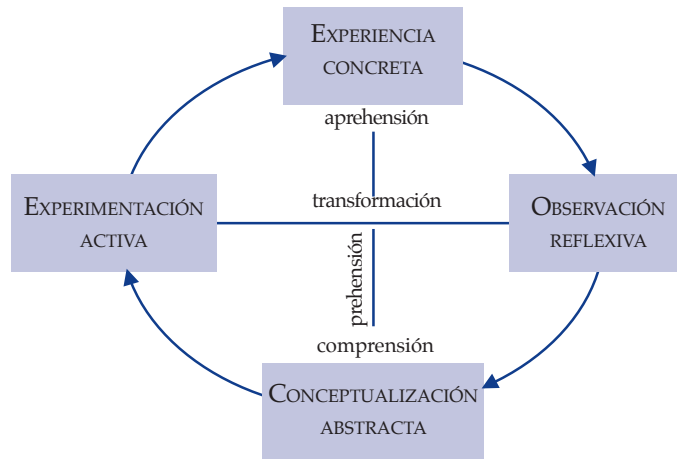 EXPERIENCIA
CONCRETA
aprehensión
EXPERIMENTACIÓN
ACTIVA
transformación
OBSERVACIÓN
REFLEXIVA
prehensión
comprensión
CONCEPTUALIZACIÓN
ABSTRACTA